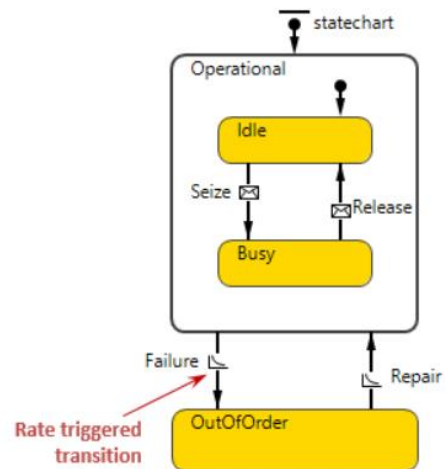 statechart
Operational
Idle
Seize
Release
Busy
Failure
Repair
Rate triggered
transition
OutOfOrder